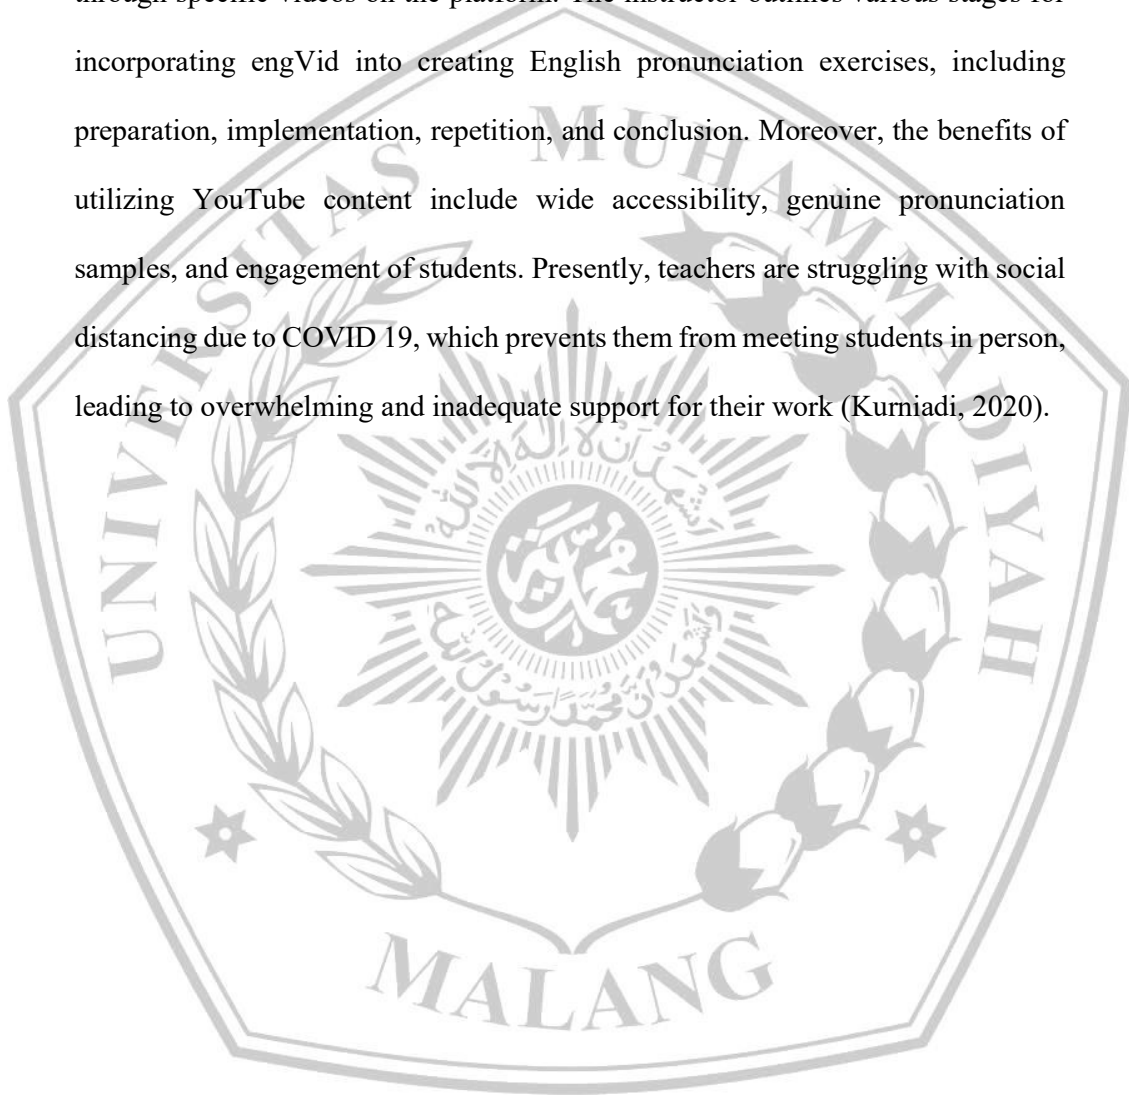 through specific videos on the platform. The instructor outlines various stages for
incorporating engVid into creating English pronunciation exercises, including
preparation, implementation, repetition, and conclusion. Moreover, the benefits of
utilizing YouTube content include wide accessibility, genuine pronunciation
samples, and engagement of students. Presently, teachers are struggling with social
distancing due to COVID 19, which prevents them from meeting students in person,
leading to overwhelming and inadequate support for their work (Kurniadi, 2020).
UNIVERSITAS MUHAMMADIYAH
MALANG